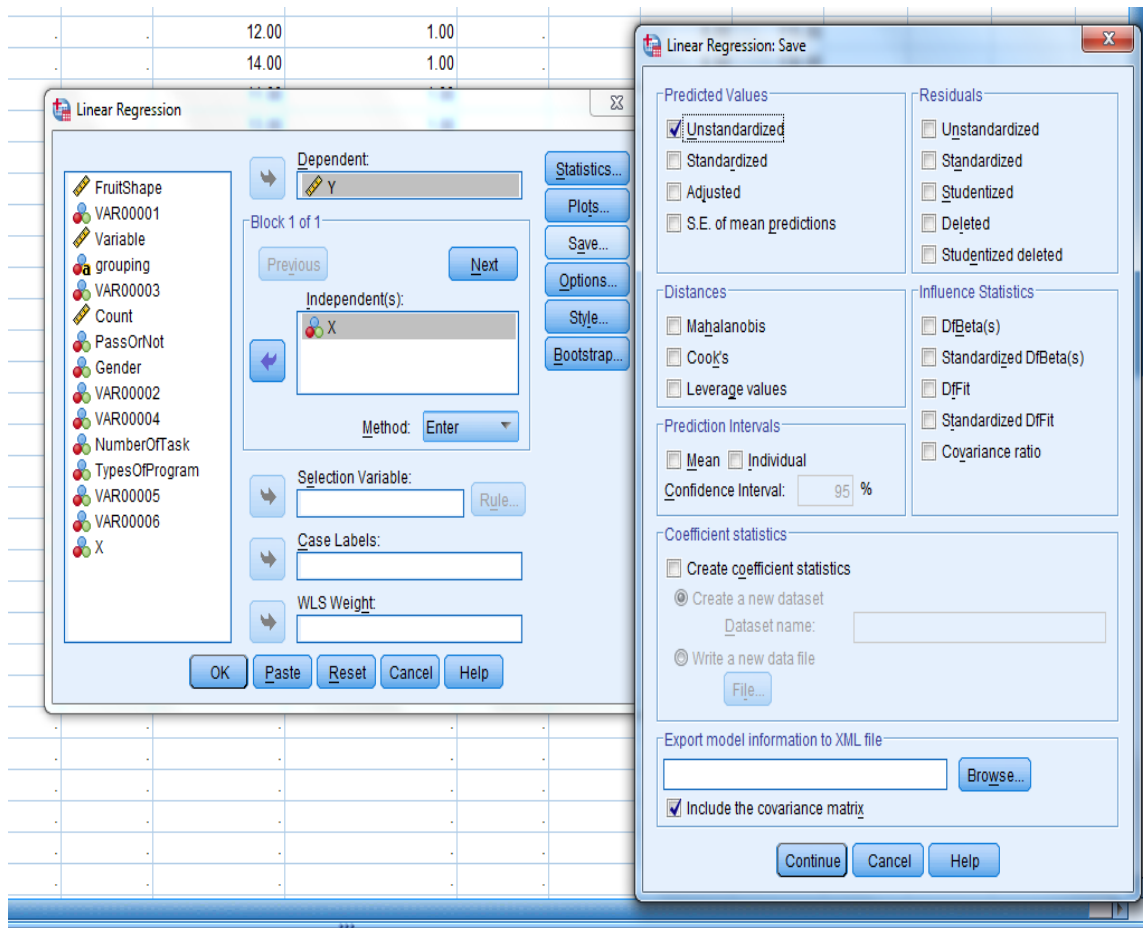 12.00 1.00
14.00 1.00
Linear Regression
FruitShape
VAR00001
Variable
grouping
VAR00003
Count
PassOrNot
Gender
VAR00002
VAR00004
NumberOfTask
TypesOfProgram
VAR00005
VAR00006
X
Dependent:
Y
Block 1 of 1
Previous
Next
Independent(s):
X
Method: Enter
Selection Variable:
Rule...
Case Labels:
WLS Weight:
Statistics...
Plots...
Save...
Options...
Style...
Bootstrap...
OK Paste Reset Cancel Help
Linear Regression: Save
Predicted Values
Unstandardized
Standardized
Adjusted
S.E. of mean predictions
Residuals
Unstandardized
Standardized
Studentized
Deleted
Studentized deleted
Distances
Mahalanobis
Cook's
Leverage values
Influence Statistics
DfBeta(s)
Standardized DfBeta(s)
DfFit
Standardized DfFit
Covariance ratio
Prediction Intervals
Mean Individual
Confidence Interval: 95 %
Coefficient statistics
Create coefficient statistics
Create a new dataset
Dataset name:
Write a new data file
File...
Export model information to XML file
Browse...
Include the covariance matrix
Continue Cancel Help